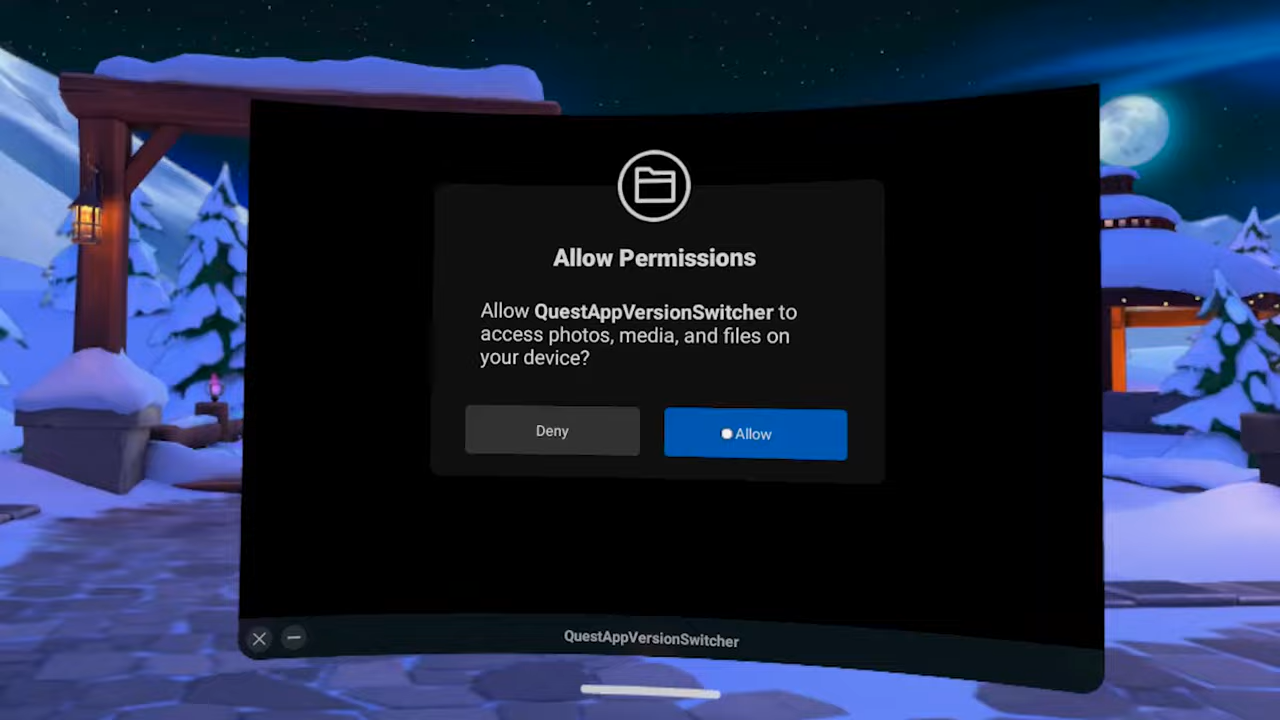 Allow Permissions
Allow QuestAppVersionSwitcher to
access photos, media, and files on
your device?
Deny
Allow
QuestAppVersionSwitcher